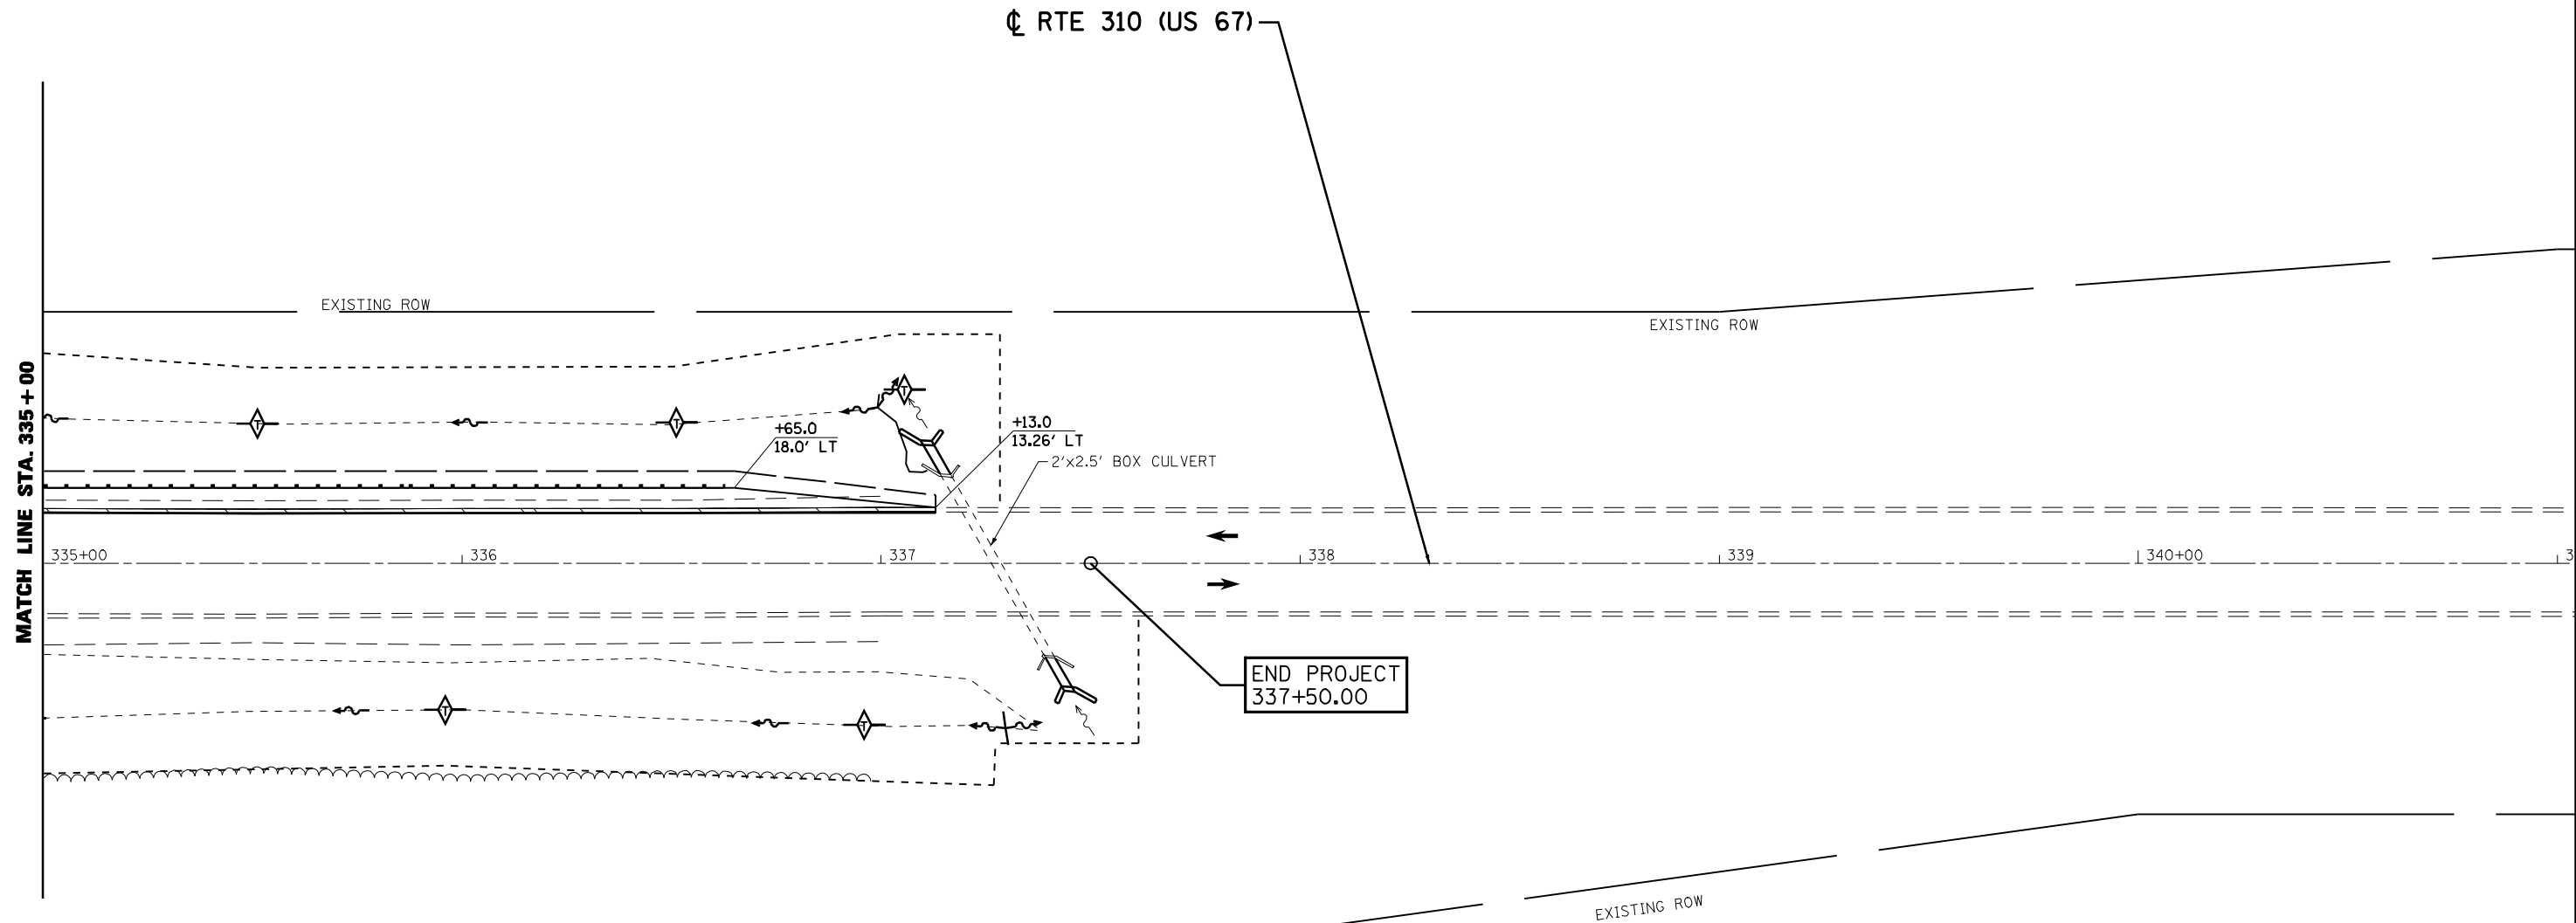 ℄ RTE 310 (US 67)
EXISTING ROW
EXISTING ROW
MATCH LINE STA. 335+00
T
T
T
+65.0
18.0' LT
+13.0
13.26' LT
2'x2.5' BOX CULVERT
335+00
336
337
338
339
340+00
3
END PROJECT
337+50.00
T
T
EXISTING ROW